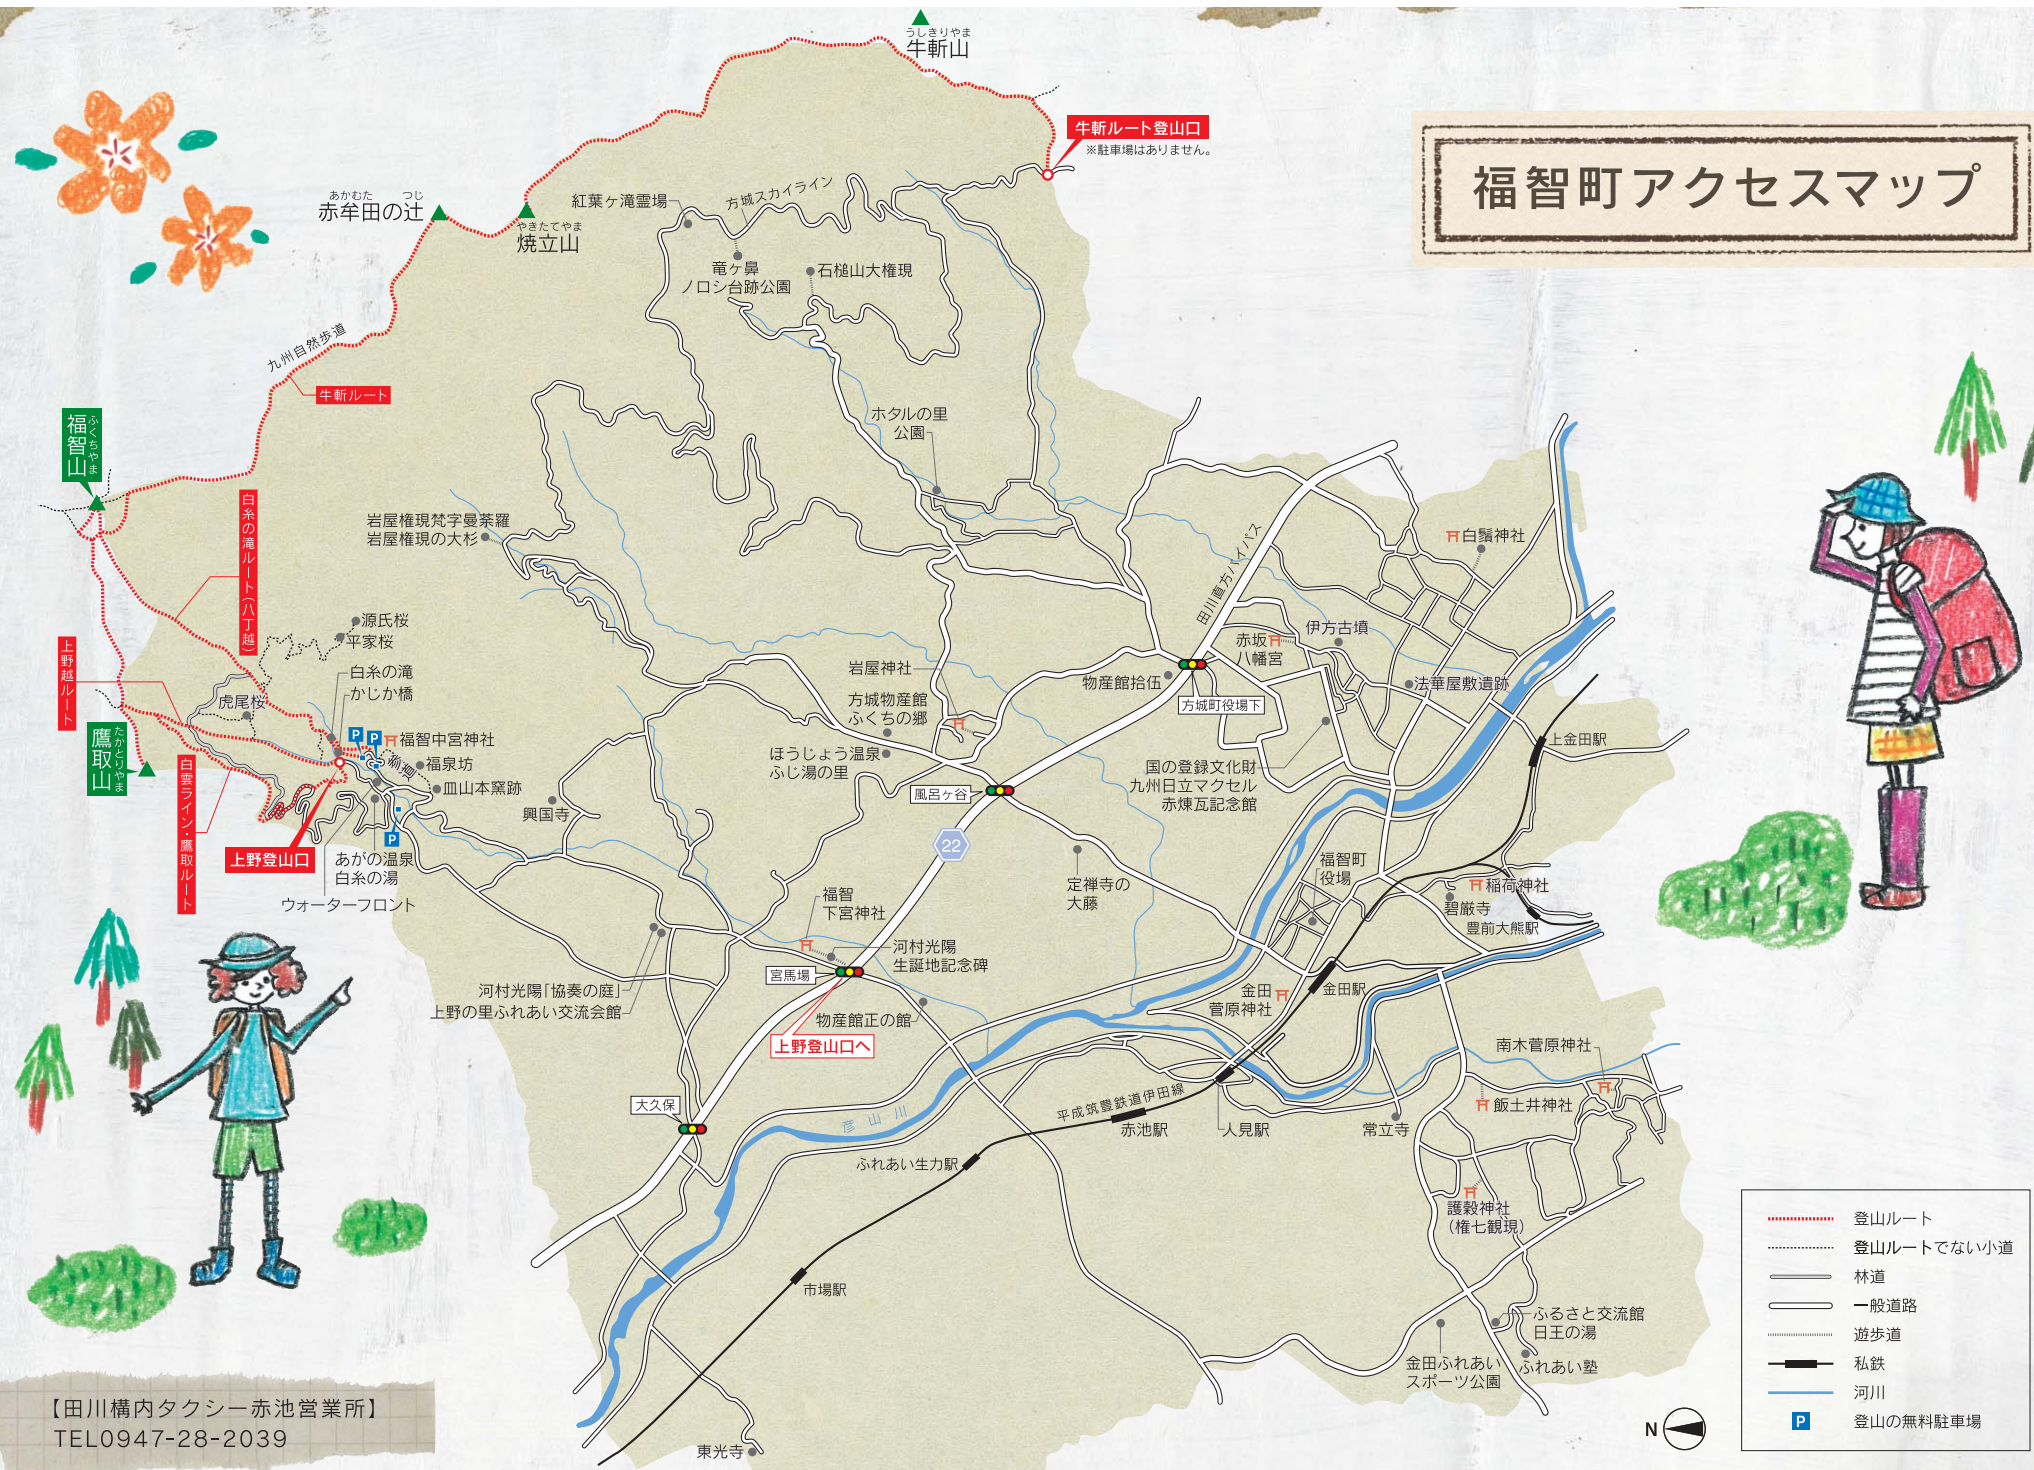 福智町アクセスマップ
うしきりやま
牛斬山
牛斬ルート登山口
※駐車場はありません。
あかむた つじ
赤牟田の辻
やきたてやま
焼立山
紅葉ヶ滝霊場
方城スカイライン
竜ヶ鼻
ノロシ台跡公園
石槌山大権現
九州自然歩道
牛斬ルート
ホタルの里
公園
福智山
ふくちやま
白糸の滝ルート(八丁越)
岩屋権現梵字曼荼羅
岩屋権現の大杉
田川直方バイパス
白鬚神社
源氏桜
平家桜
上野越ルート
白糸の滝
かじか橋
虎尾桜
岩屋神社
物産館拾伍
赤坂
八幡宮
伊方古墳
法華屋敷遺跡
方城町役場下
方城物産館
ふくちの郷
鷹取山
たかとりやま
P
P
福智中宮神社
参道
福泉坊
皿山本窯跡
白雲ライン・鷹取ルート
ほうじょう温泉
ふじ湯の里
上金田駅
国の登録文化財
九州日立マクセル
赤煉瓦記念館
風呂ヶ谷
興国寺
P
22
上野登山口
あがの温泉
白糸の湯
ウォーターフロント
福智町
役場
定禅寺の
大藤
稲荷神社
碧厳寺
豊前大熊駅
福智
下宮神社
河村光陽
生誕地記念碑
宮馬場
河村光陽「協奏の庭」
上野の里ふれあい交流会館
物産館正の館
金田
菅原神社
金田駅
上野登山口へ
南木菅原神社
大久保
彦山川
平成筑豊鉄道伊田線
赤池駅
人見駅
常立寺
飯土井神社
ふれあい生力駅
護穀神社
(権七観現)
市場駅
ふるさと交流館
日王の湯
金田ふれあい
スポーツ公園
ふれあい塾
東光寺
登山ルート
登山ルートでない小道
林道
一般道路
遊歩道
私鉄
河川
P 登山の無料駐車場
N
【田川構内タクシー赤池営業所】
TEL0947-28-2039